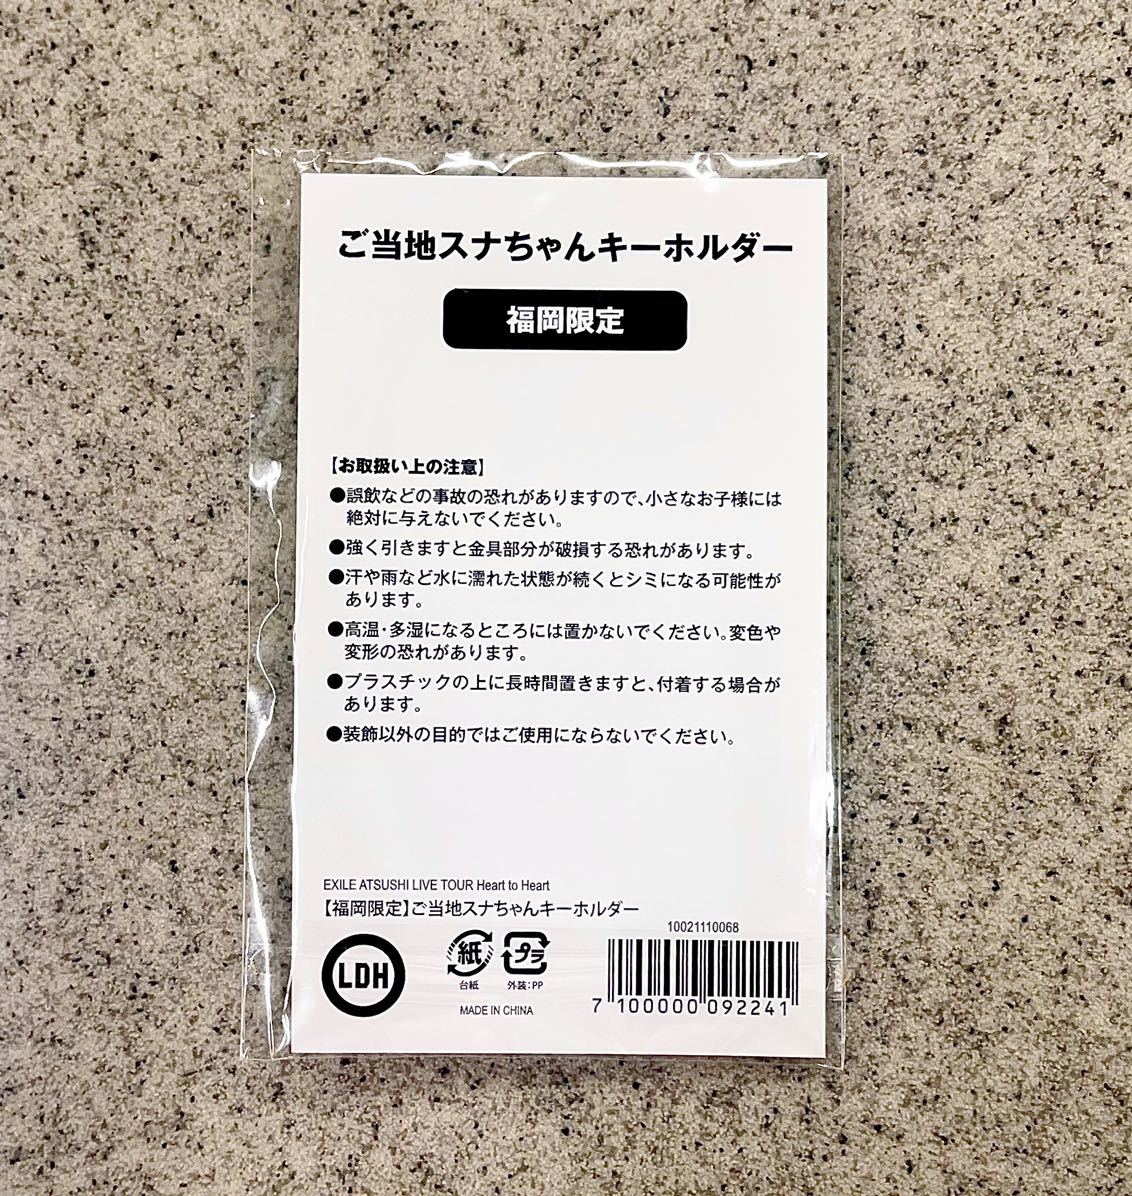 ご当地スナちゃんキーホルダー
福岡限定
【お取扱い上の注意】
●誤飲などの事故の恐れがありますので、小さなお子様には
絶対に与えないでください。
●強く引きますと金具部分が破損する恐れがあります。
●汗や雨など水に濡れた状態が続くとシミになる可能性が
あります。
●高温・多湿になるところには置かないでください。変色や
変形の恐れがあります。
●プラスチックの上に長時間置きますと、付着する場合が
あります。
●装飾以外の目的ではご使用にならないでください。
EXILE ATSUSHI LIVE TOUR Heart to Heart
【福岡限定】ご当地スナちゃんキーホルダー
10021110068
LDH
紙 プラ
台紙 外装:PP
MADE IN CHINA
7 100000 092241